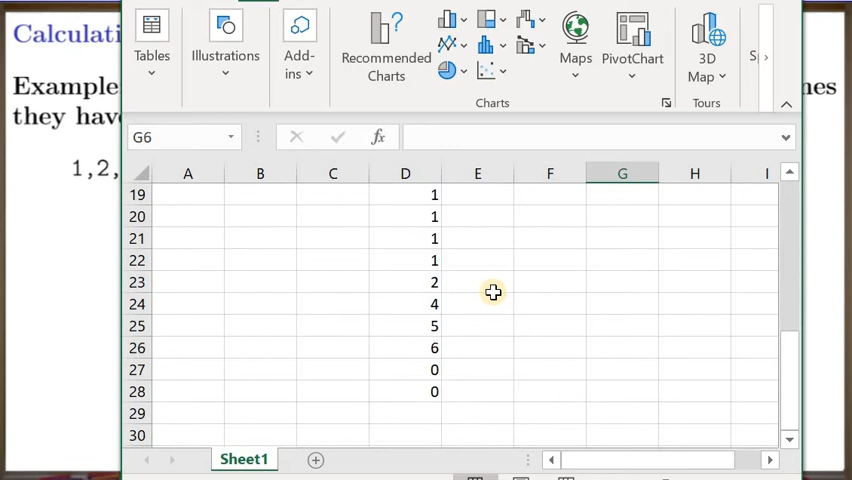 Calculati
Example
nes
they have
1,2,
Tables
Illustrations
Add-
ins
Recommended
Charts
Maps
PivotChart
3D
Map
Charts
Tours
G6
fx
A B C D E F G H I
19 1
20 1
21 1
22 1
23 2
24 4
25 5
26 6
27 0
28 0
29
30
Sheet1